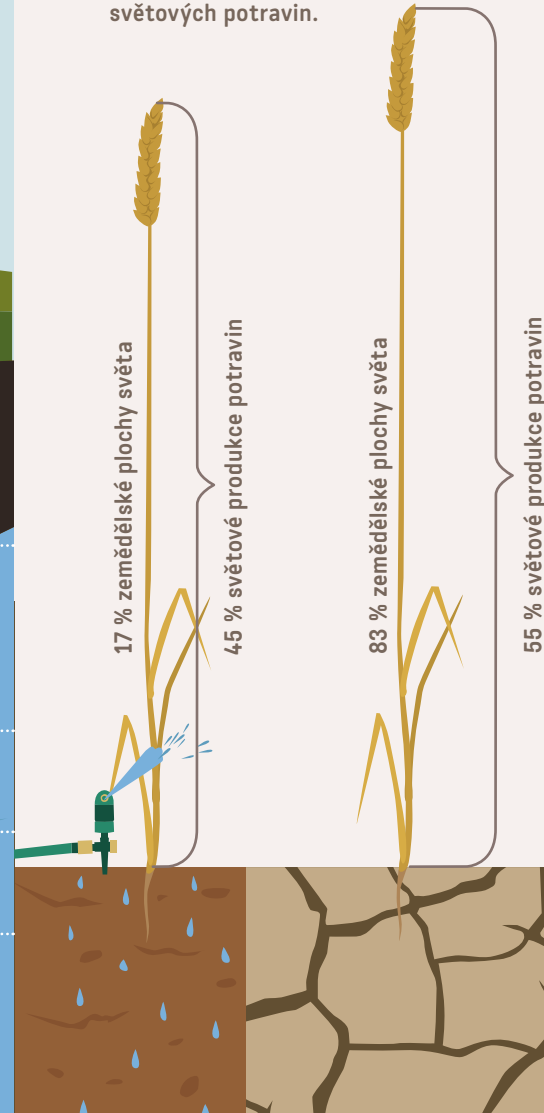 světových potravin.
17 % zemědělské plochy světa
45 % světové produkce potravin
83 % zemědělské plochy světa
55 % světové produkce potravin